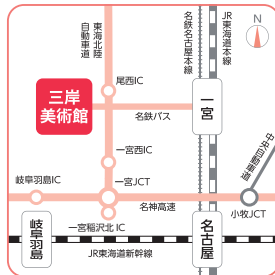 東海北陸
自動車道
名鉄名古屋本線
JR東海道本線
N
尾西IC
三岸
美術館
一宮
名鉄バス
中央自動車道
一宮西IC
岐阜羽島IC
一宮JCT
名神高速
小牧JCT
一宮稲沢北IC
岐阜羽島
名古屋
JR東海道新幹線